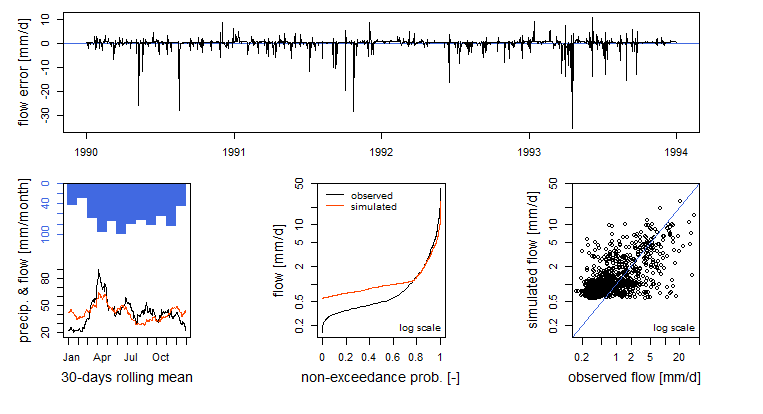 flow error [mm/d]
10
0
-10
-20
-30
1990
1991
1992
1993
1994
precip. & flow [mm/month]
0
40
100
80
50
20
Jan
Apr
Jul
Oct
30-days rolling mean
flow [mm/d]
50
10
5
2
0.5
0.2
observed
simulated
log scale
0
0.2
0.4
0.6
0.8
1
non-exceedance prob. [-]
simulated flow [mm/d]
50
10
5
2
0.5
0.2
log scale
0.2
1
2
5
20
observed flow [mm/d]